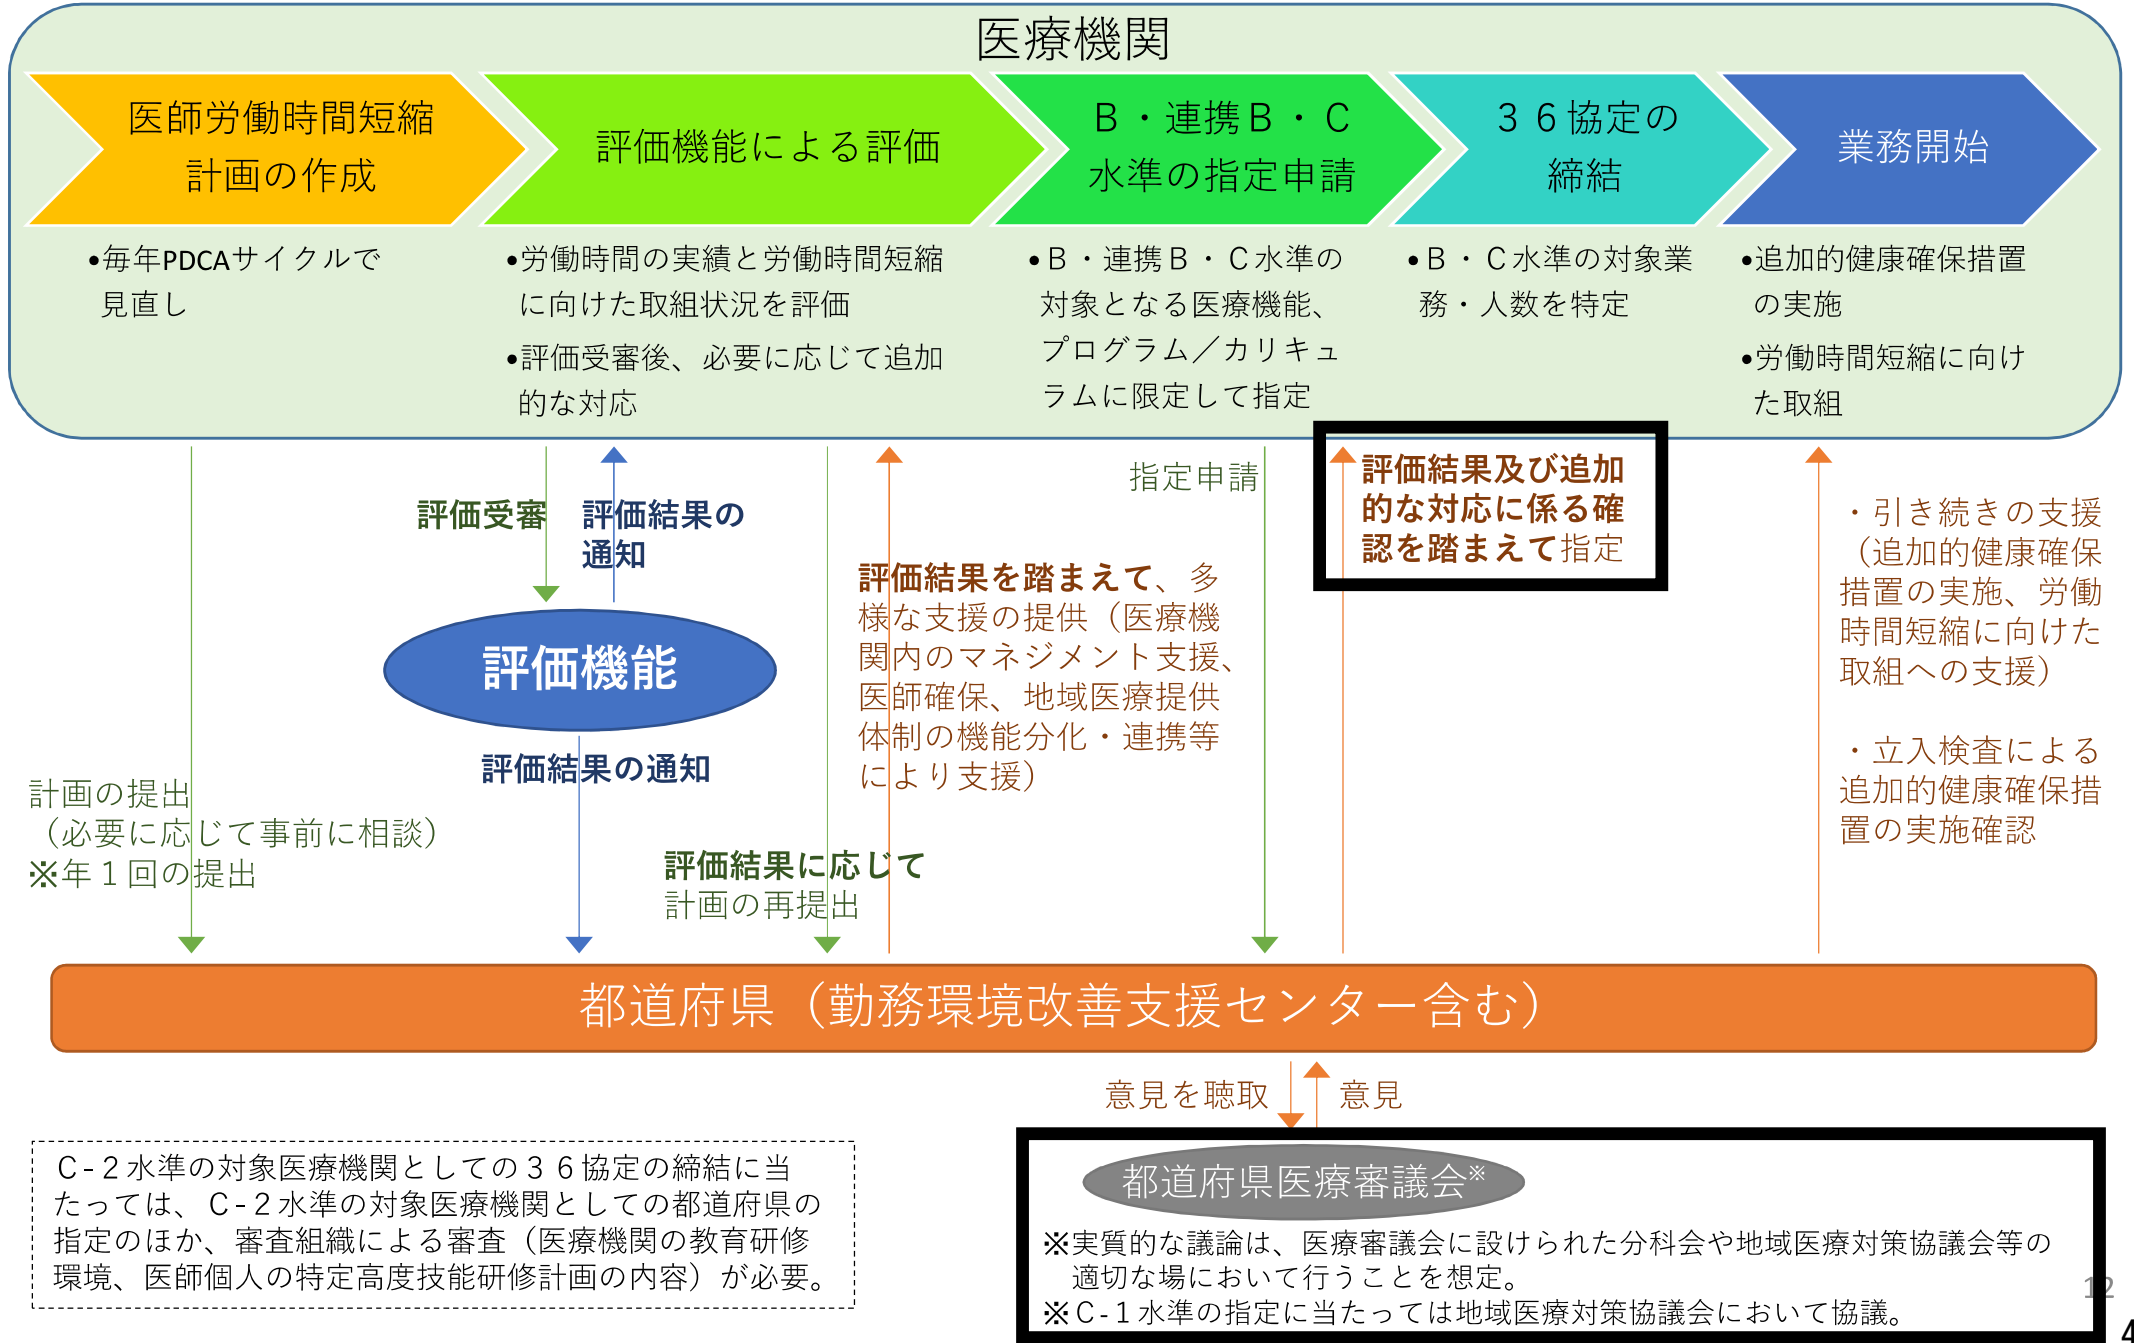 医療機関
医師労働時間短縮
計画の作成
評価機能による評価
Ｂ・連携Ｂ・Ｃ
水準の指定申請
３６協定の
締結
業務開始
•毎年PDCAサイクルで
見直し
•労働時間の実績と労働時間短縮
に向けた取組状況を評価
•評価受審後、必要に応じて追加
的な対応
•Ｂ・連携Ｂ・Ｃ水準の
対象となる医療機能、
プログラム／カリキュ
ラムに限定して指定
•Ｂ・Ｃ水準の対象業
務・人数を特定
•追加的健康確保措置
の実施
•労働時間短縮に向け
た取組
評価受審
評価結果の
通知
指定申請
評価結果及び追加
的な対応に係る確
認を踏まえて指定
・引き続きの支援
（追加的健康確保
措置の実施、労働
時間短縮に向けた
取組への支援）
・立入検査による
追加的健康確保措
置の実施確認
評価結果を踏まえて、多
様な支援の提供（医療機
関内のマネジメント支援、
医師確保、地域医療提供
体制の機能分化・連携等
により支援）
評価機能
評価結果の通知
計画の提出
（必要に応じて事前に相談）
※年１回の提出
評価結果に応じて
計画の再提出
都道府県（勤務環境改善支援センター含む）
意見を聴取
意見
Ｃ-２水準の対象医療機関としての３６協定の締結に当
たっては、Ｃ-２水準の対象医療機関としての都道府県の
指定のほか、審査組織による審査（医療機関の教育研修
環境、医師個人の特定高度技能研修計画の内容）が必要。
都道府県医療審議会※
※実質的な議論は、医療審議会に設けられた分科会や地域医療対策協議会等の
適切な場において行うことを想定。
※Ｃ-１水準の指定に当たっては地域医療対策協議会において協議。
12
4